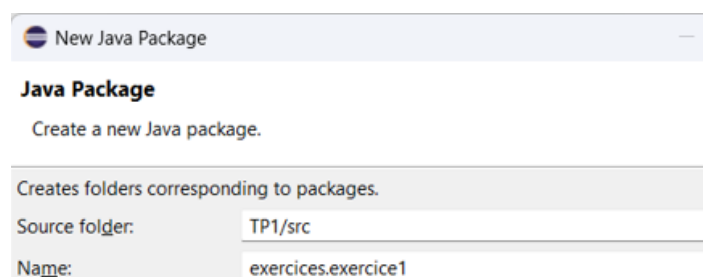 New Java Package
Java Package
Create a new Java package.
Creates folders corresponding to packages.
Source folder: TP1/src
Name: exercices.exercice1